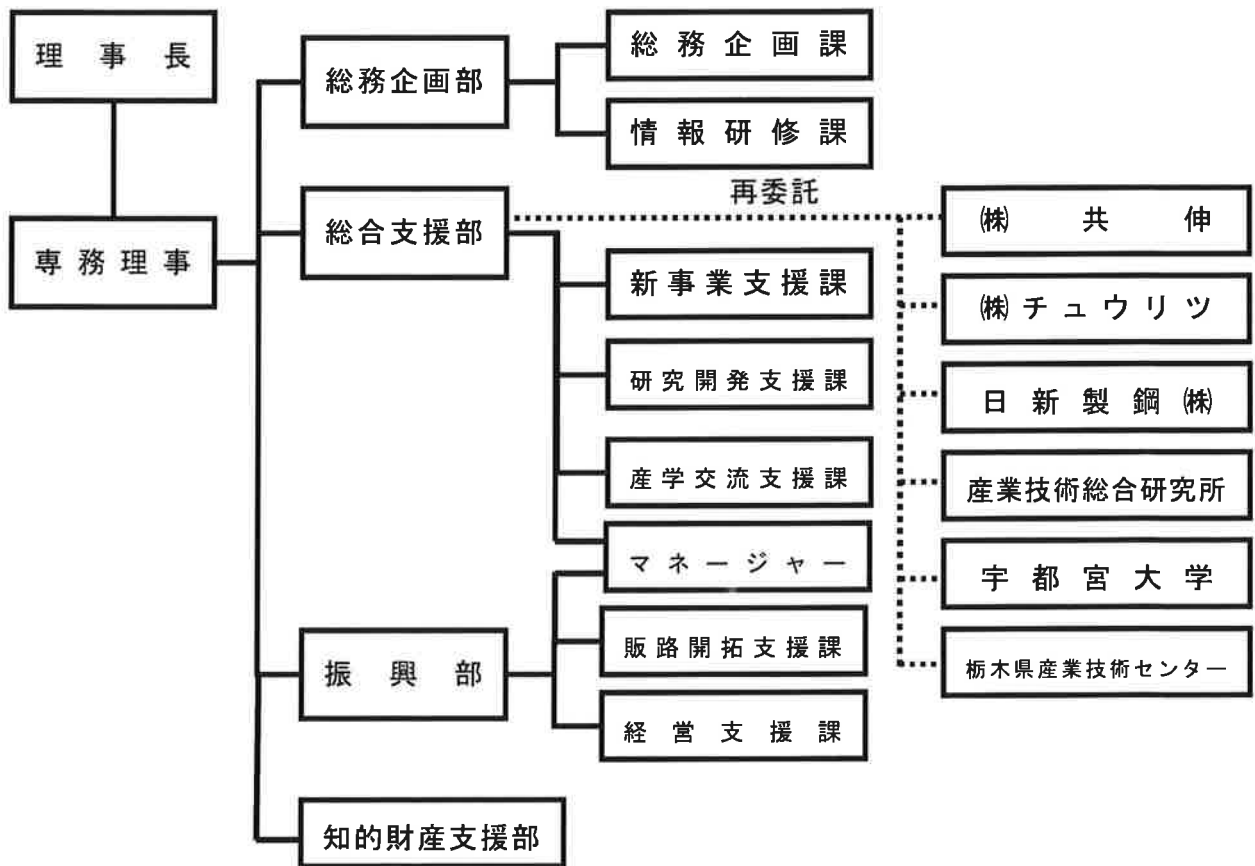 理事長
専務理事
総務企画部
総務企画課
情報研修課
総合支援部
再委託
新事業支援課
研究開発支援課
産学交流支援課
マネージャー
振興部
販路開拓支援課
経営支援課
知的財産支援部
㈱共伸
㈱チュウリツ
日新製鋼㈱
産業技術総合研究所
宇都宮大学
栃木県産業技術センター